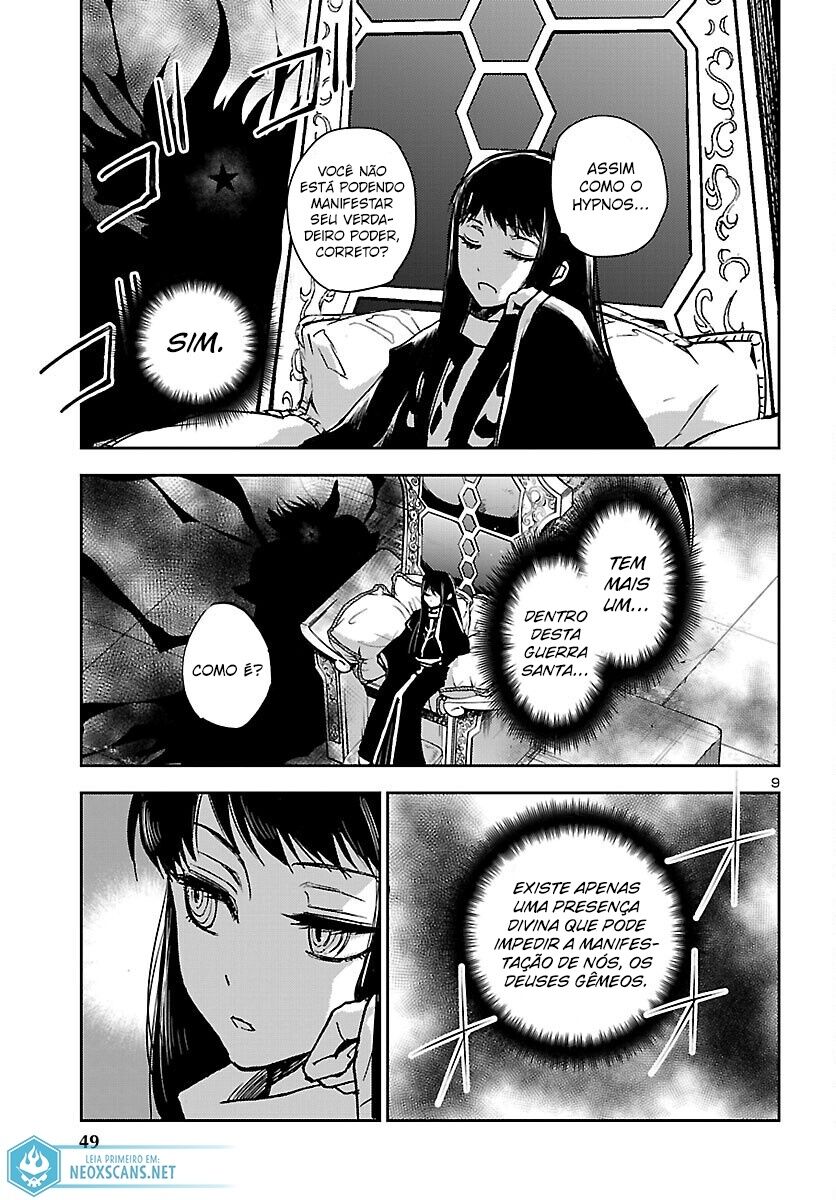 ASSIM
COMO O
HYPNOS...
VOCÊ NÃO
ESTÁ PODENDO
MANIFESTAR
SEU VERDA-
DEIRO PODER,
CORRETO?
SIM.
TEM
MAIS
UM...
DENTRO
DESTA
GUERRA
SANTA...
COMO É?
9
EXISTE APENAS
UMA PRESENÇA
DIVINA QUE PODE
IMPEDIR A MANIFES-
TAÇÃO DE NÓS, OS
DEUSES GÊMEOS.
49
LEIA PRIMEIRO EM:
NEOXSCANS.NET